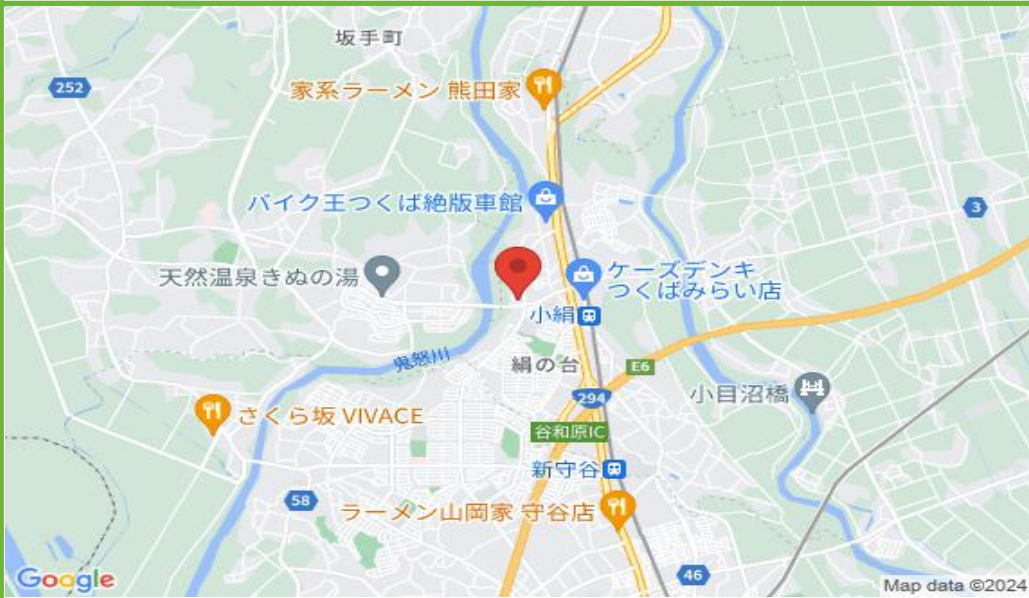 坂手町
252
家系ラーメン 熊田家
バイク王つくば絶版車館
3
天然温泉きぬの湯
ケーズデンキ
つくばみらい店
小絹
鬼怒川
絹の台
E6
小目沼橋
294
さくら坂 VIVACE
谷和原IC
新守谷
58
ラーメン山岡家 守谷店
46
Google
Map data ©2024